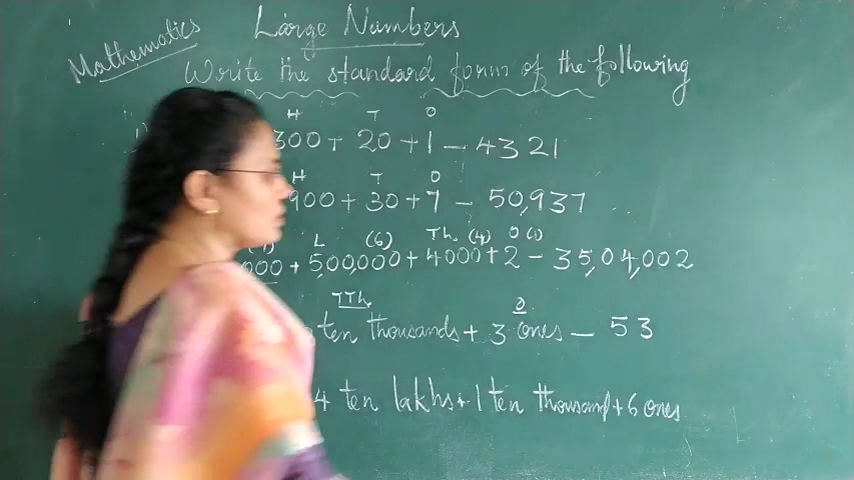 Mathematics
Large Numbers
Write the standard form of the following
H T O
300 + 20 + 1 - 4321
H T O
900 + 30 + 7 - 50,937
L (6) Th (4) O (1)
000 + 5,00,000 + 4000 + 2 - 35,04,002
TTh O
ten thousands + 3 ones - 53
4 ten lakhs + 1 ten thousand + 6 ones